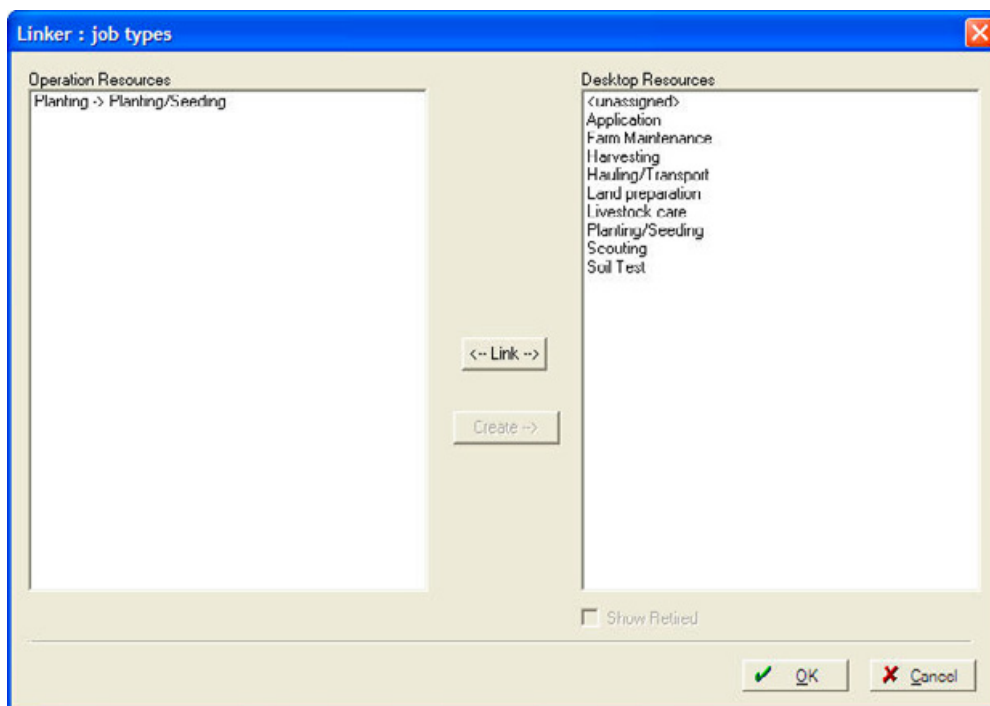 Linker : job types
Operation Resources
Planting -> Planting/Seeding
Desktop Resources
<unassigned>
Application
Farm Maintenance
Harvesting
Hauling/Transport
Land preparation
Livestock care
Planting/Seeding
Scouting
Soil Test
<-- Link -->
Create -->
Show Retired
OK
Cancel